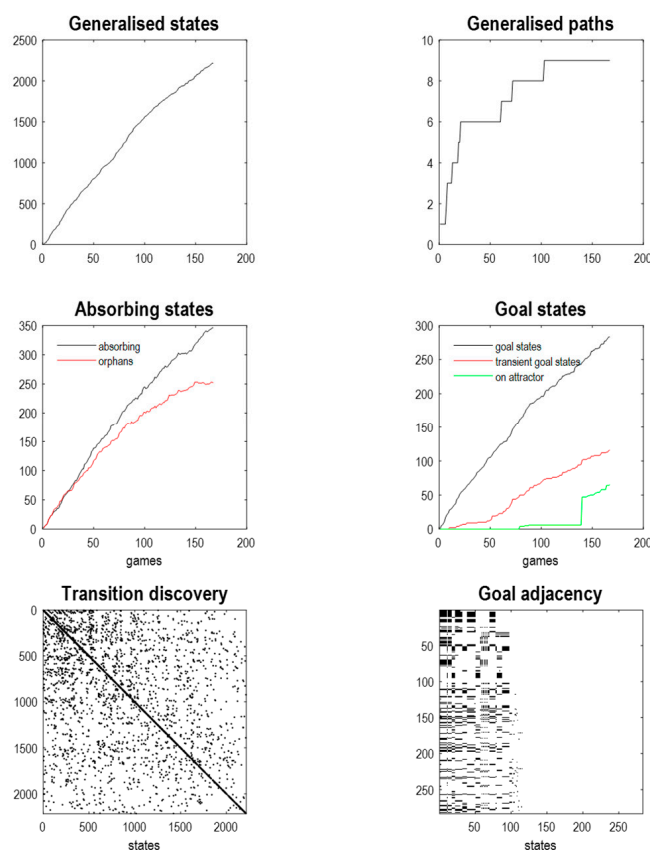 Generalised states
2500
2000
1500
1000
500
0
0 50 100 150 200
Generalised paths
10
8
6
4
2
0
0 50 100 150 200
Absorbing states
350
300
250
200
150
100
50
0
absorbing
orphans
0 50 100 150 200
games
Goal states
300
250
200
150
100
50
0
goal states
transient goal states
on attractor
0 50 100 150 200
games
Transition discovery
0
500
1000
1500
2000
0 500 1000 1500 2000
states
Goal adjacency
50
100
150
200
250
50 100 150 200 250
states